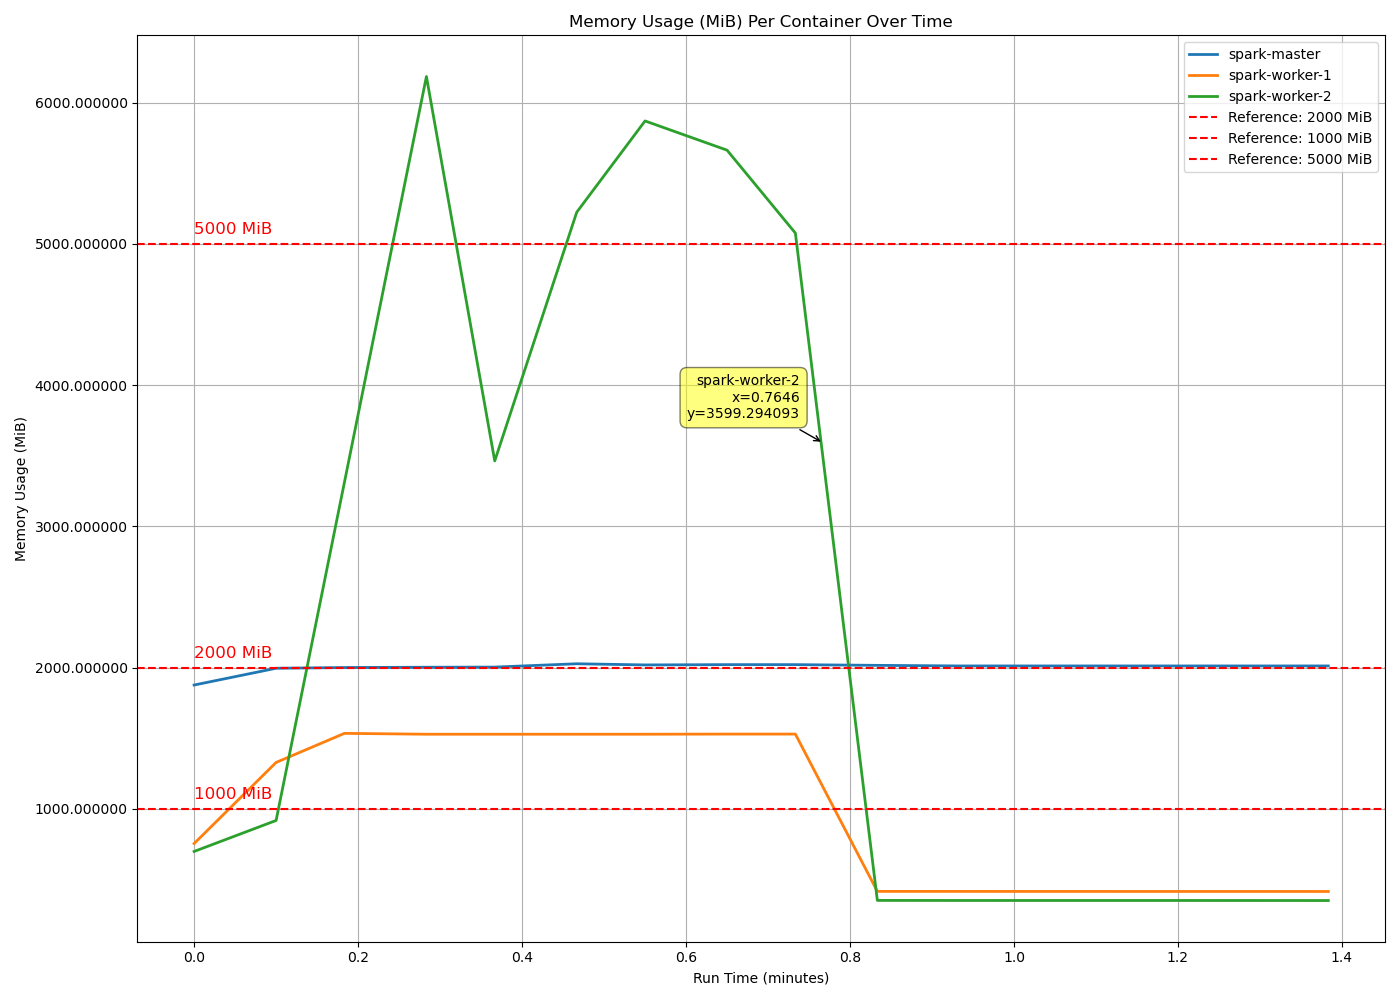 Memory Usage (MiB) Per Container Over Time
spark-master
spark-worker-1
spark-worker-2
Reference: 2000 MiB
Reference: 1000 MiB
Reference: 5000 MiB
6000.000000
5000.000000
4000.000000
3000.000000
2000.000000
1000.000000
Memory Usage (MiB)
5000 MiB
spark-worker-2
x=0.7646
y=3599.294093
2000 MiB
1000 MiB
0.0 0.2 0.4 0.6 0.8 1.0 1.2 1.4
Run Time (minutes)